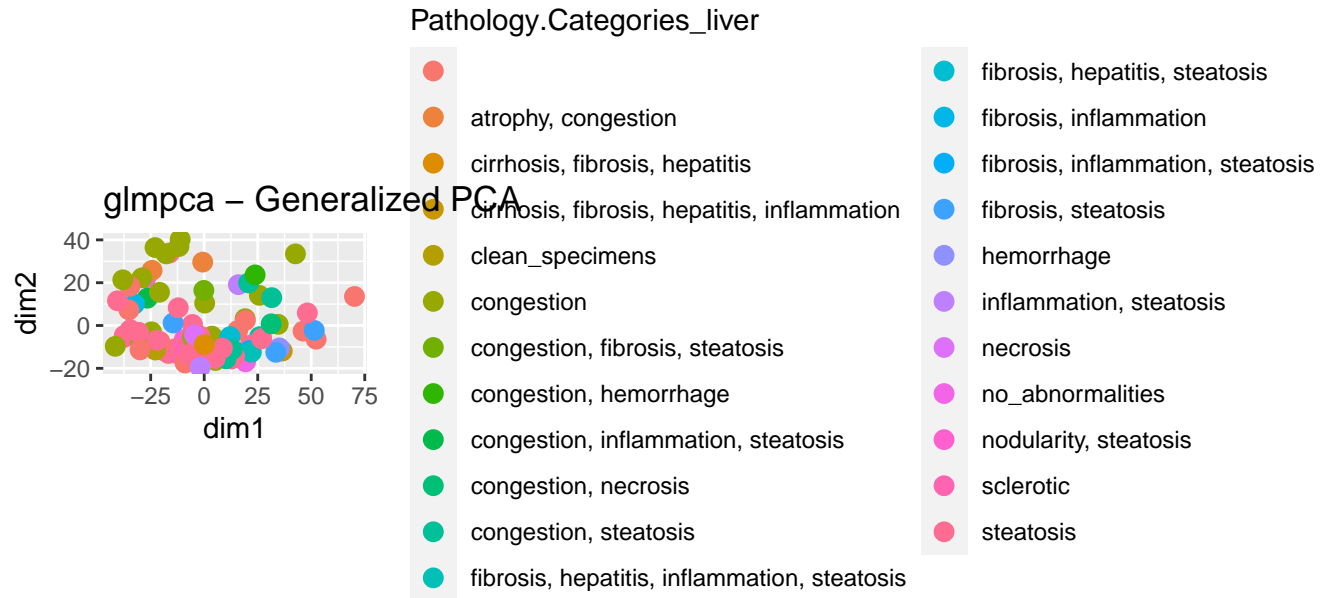 Pathology.Categories_liver
atrophy, congestion
cirrhosis, fibrosis, hepatitis
cirrhosis, fibrosis, hepatitis, inflammation
clean_specimens
congestion
congestion, fibrosis, steatosis
congestion, hemorrhage
congestion, inflammation, steatosis
congestion, necrosis
congestion, steatosis
fibrosis, hepatitis, inflammation, steatosis
fibrosis, hepatitis, steatosis
fibrosis, inflammation
fibrosis, inflammation, steatosis
fibrosis, steatosis
hemorrhage
inflammation, steatosis
necrosis
no_abnormalities
nodularity, steatosis
sclerotic
steatosis
glmpca – Generalized PCA
dim2
40
20
0
−20
−25 0 25 50 75
dim1